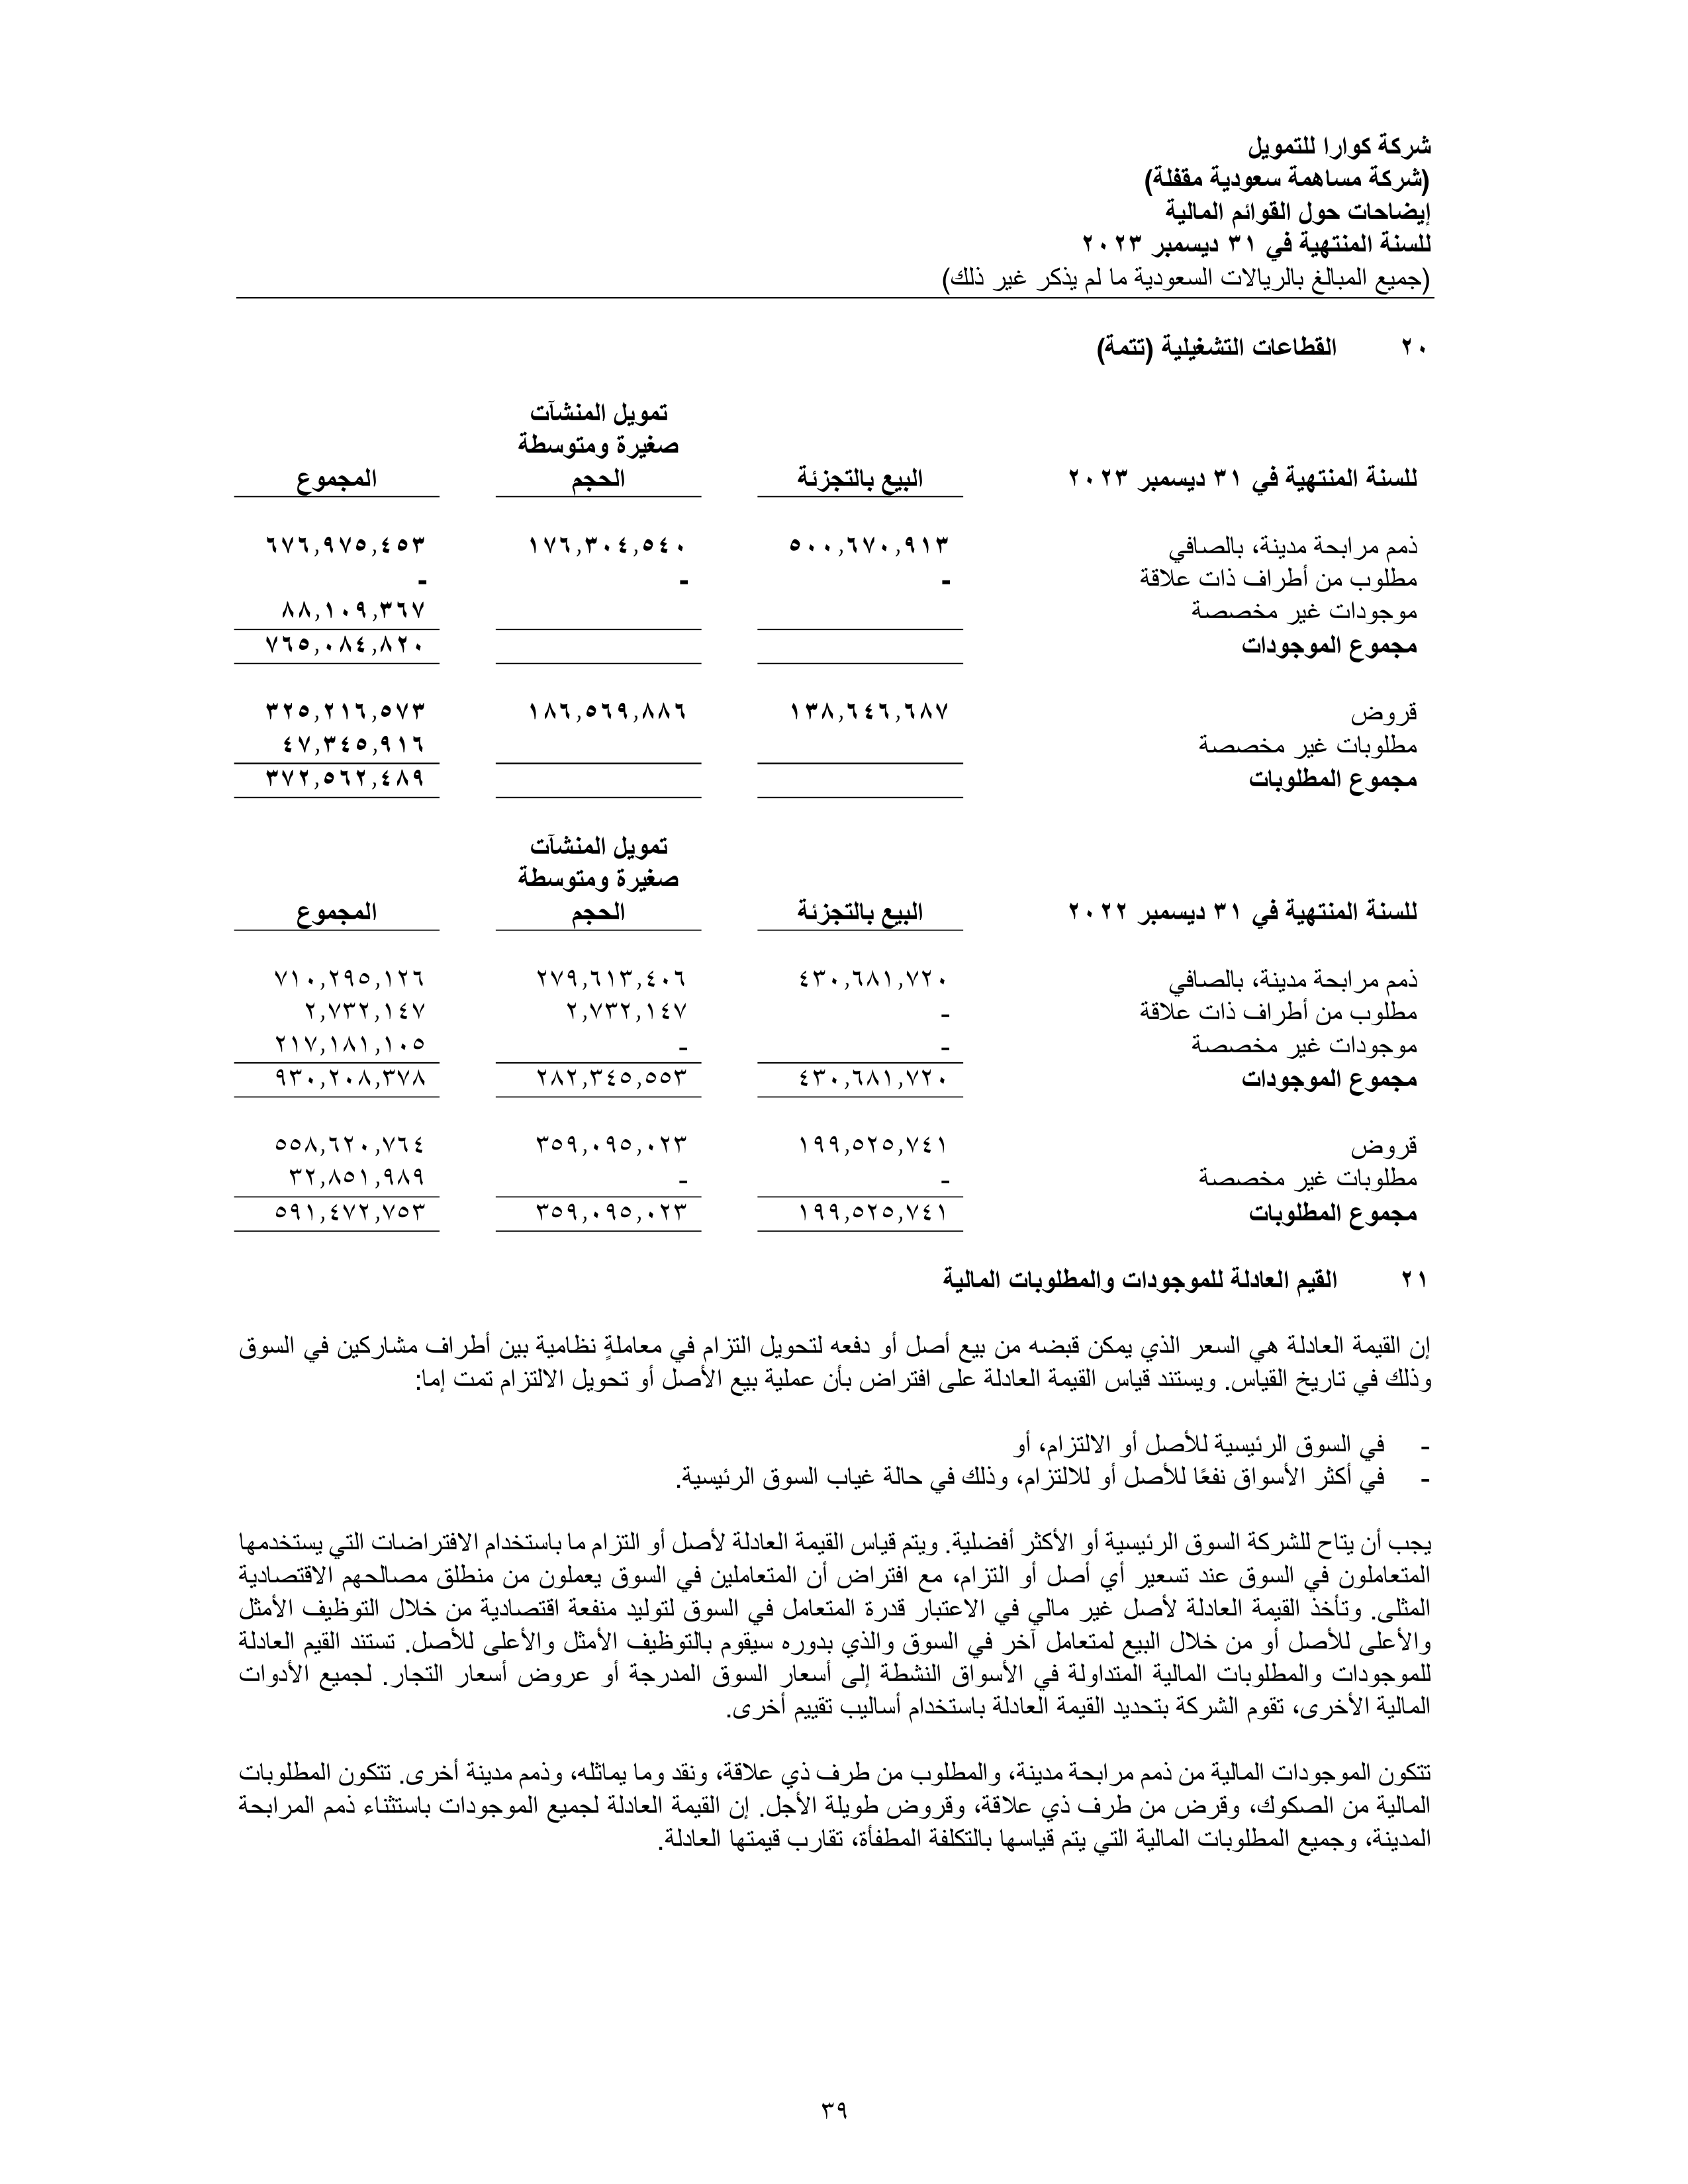 شركة كوارا للتمويل
(شركة مساهمة سعودية مقفلة)
إيضاحات حول القوائم المالية
للسنة المنتهية في ٣١ ديسمبر ٢٠٢٣
(جميع المبالغ بالريالات السعودية ما لم يذكر غير ذلك)
٢٠ القطاعات التشغيلية (تتمة)
تمويل المنشآت
صغيرة ومتوسطة
للسنة المنتهية في ٣١ ديسمبر ٢٠٢٣ البيع بالتجزئة الحجم المجموع
ذمم مرابحة مدينة، بالصافي ٥٠٠,٦٧٠,٩١٣ ١٧٦,٣٠٤,٥٤٠ ٦٧٦,٩٧٥,٤٥٣
مطلوب من أطراف ذات علاقة - - -
موجودات غير مخصصة ٨٨,١٠٩,٣٦٧
مجموع الموجودات ٧٦٥,٠٨٤,٨٢٠
قروض ١٣٨,٦٤٦,٦٨٧ ١٨٦,٥٦٩,٨٨٦ ٣٢٥,٢١٦,٥٧٣
مطلوبات غير مخصصة ٤٧,٣٤٥,٩١٦
مجموع المطلوبات ٣٧٢,٥٦٢,٤٨٩
تمويل المنشآت
صغيرة ومتوسطة
للسنة المنتهية في ٣١ ديسمبر ٢٠٢٢ البيع بالتجزئة الحجم المجموع
ذمم مرابحة مدينة، بالصافي ٤٣٠,٦٨١,٧٢٠ ٢٧٩,٦١٣,٤٠٦ ٧١٠,٢٩٥,١٢٦
مطلوب من أطراف ذات علاقة - ٢,٧٣٢,١٤٧ ٢,٧٣٢,١٤٧
موجودات غير مخصصة - - ٢١٧,١٨١,١٠٥
مجموع الموجودات ٤٣٠,٦٨١,٧٢٠ ٢٨٢,٣٤٥,٥٥٣ ٩٣٠,٢٠٨,٣٧٨
قروض ١٩٩,٥٢٥,٧٤١ ٣٥٩,٠٩٥,٠٢٣ ٥٥٨,٦٢٠,٧٦٤
مطلوبات غير مخصصة - - ٣٢,٨٥١,٩٨٩
مجموع المطلوبات ١٩٩,٥٢٥,٧٤١ ٣٥٩,٠٩٥,٠٢٣ ٥٩١,٤٧٢,٧٥٣
٢١ القيم العادلة للموجودات والمطلوبات المالية
إن القيمة العادلة هي السعر الذي يمكن قبضه من بيع أصل أو دفعه لتحويل التزام في معاملةٍ نظامية بين أطراف مشاركين في السوق
وذلك في تاريخ القياس. ويستند قياس القيمة العادلة على افتراض بأن عملية بيع الأصل أو تحويل الالتزام تمت إما:
- في السوق الرئيسية للأصل أو الالتزام، أو
- في أكثر الأسواق نفعًا للأصل أو للالتزام، وذلك في حالة غياب السوق الرئيسية.
يجب أن يتاح للشركة السوق الرئيسية أو الأكثر أفضلية. ويتم قياس القيمة العادلة لأصل أو التزام ما باستخدام الافتراضات التي يستخدمها
المتعاملون في السوق عند تسعير أي أصل أو التزام، مع افتراض أن المتعاملين في السوق يعملون من منطلق مصالحهم الاقتصادية
المثلى. وتأخذ القيمة العادلة لأصل غير مالي في الاعتبار قدرة المتعامل في السوق لتوليد منفعة اقتصادية من خلال التوظيف الأمثل
والأعلى للأصل أو من خلال البيع لمتعامل آخر في السوق والذي بدوره سيقوم بالتوظيف الأمثل والأعلى للأصل. تستند القيم العادلة
للموجودات والمطلوبات المالية المتداولة في الأسواق النشطة إلى أسعار السوق المدرجة أو عروض أسعار التجار. لجميع الأدوات
المالية الأخرى، تقوم الشركة بتحديد القيمة العادلة باستخدام أساليب تقييم أخرى.
تتكون الموجودات المالية من ذمم مرابحة مدينة، والمطلوب من طرف ذي علاقة، ونقد وما يماثله، وذمم مدينة أخرى. تتكون المطلوبات
المالية من الصكوك، وقرض من طرف ذي علاقة، وقروض طويلة الأجل. إن القيمة العادلة لجميع الموجودات باستثناء ذمم المرابحة
المدينة، وجميع المطلوبات المالية التي يتم قياسها بالتكلفة المطفأة، تقارب قيمتها العادلة.
٣٩